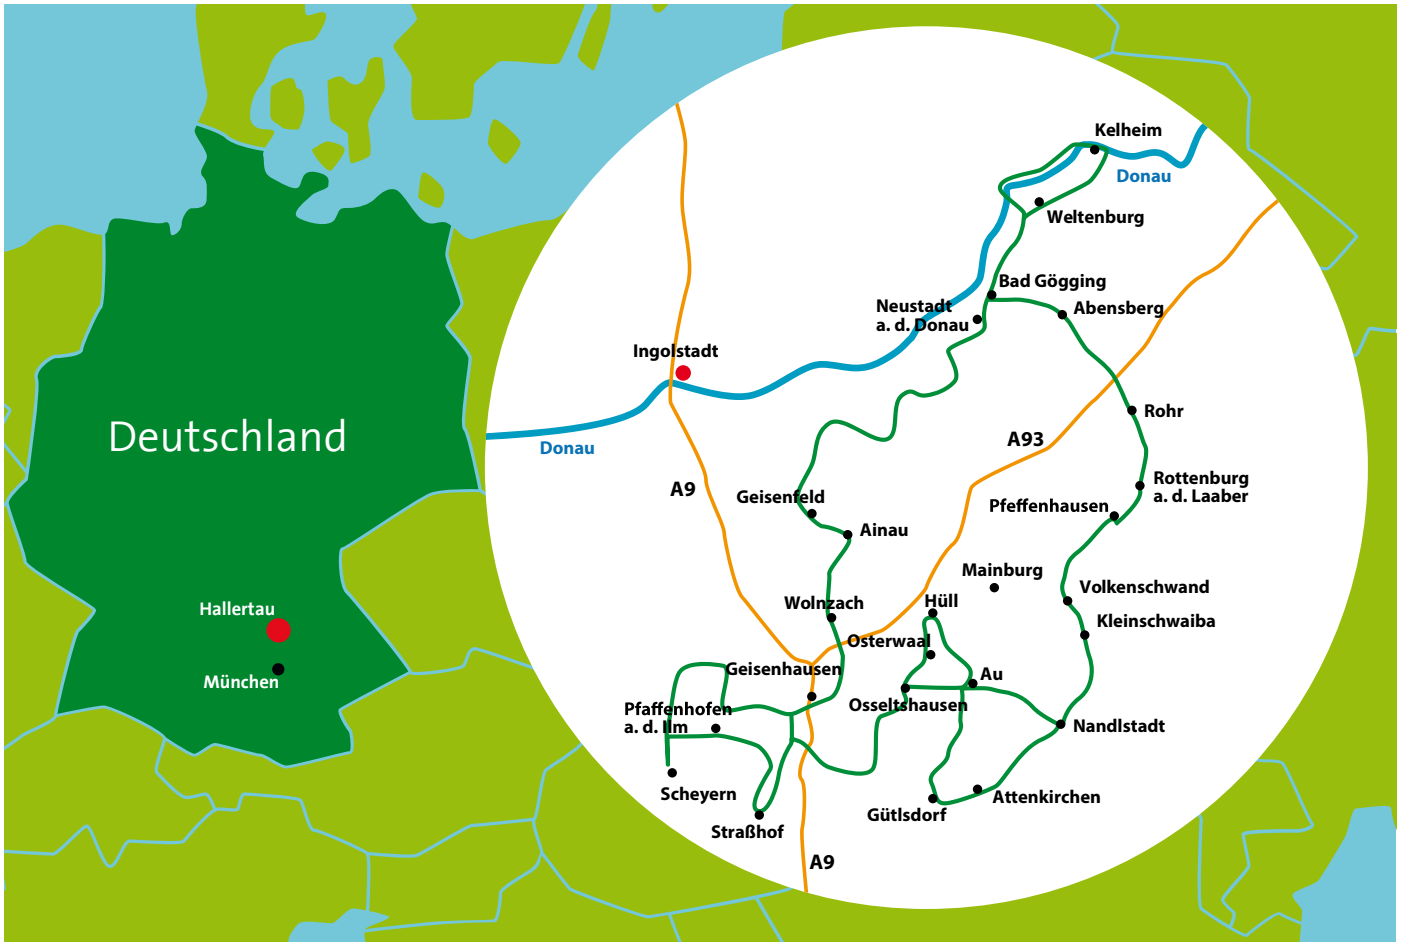 Kelheim
Donau
Weltenburg
Bad Gögging
Neustadt
a. d. Donau
Abensberg
Ingolstadt
Rohr
Deutschland
Donau
A93
A9
Geisenfeld
Rottenburg
a. d. Laaber
Pfeffenhausen
Ainau
Mainburg
Volkenschwand
Hallertau
Wolnzach
Hüll
Kleinschwaiba
Osterwaal
München
Geisenhausen
Au
Pfaffenhofen
a. d. Ilm
Osseltshausen
Nandlstadt
Scheyern
Attenkirchen
Gütlsdorf
Straßhof
A9